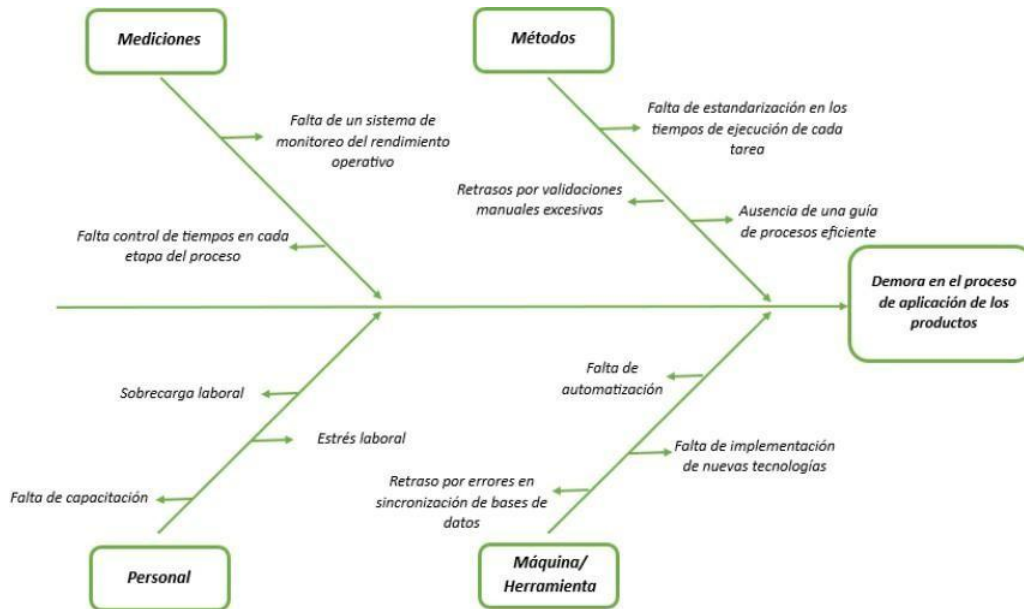 Mediciones
Métodos
Falta de un sistema de
monitoreo del rendimiento
operativo
Falta control de tiempos en cada
etapa del proceso
Falta de estandarización en los
tiempos de ejecución de cada
tarea
Retrasos por validaciones
manuales excesivas
Ausencia de una guía
de procesos eficiente
Demora en el proceso
de aplicación de los
productos
Sobrecarga laboral
Estrés laboral
Falta de capacitación
Falta de
automatización
Falta de implementación
de nuevas tecnologías
Retraso por errores en
sincronización de bases de
datos
Personal
Máquina/
Herramienta